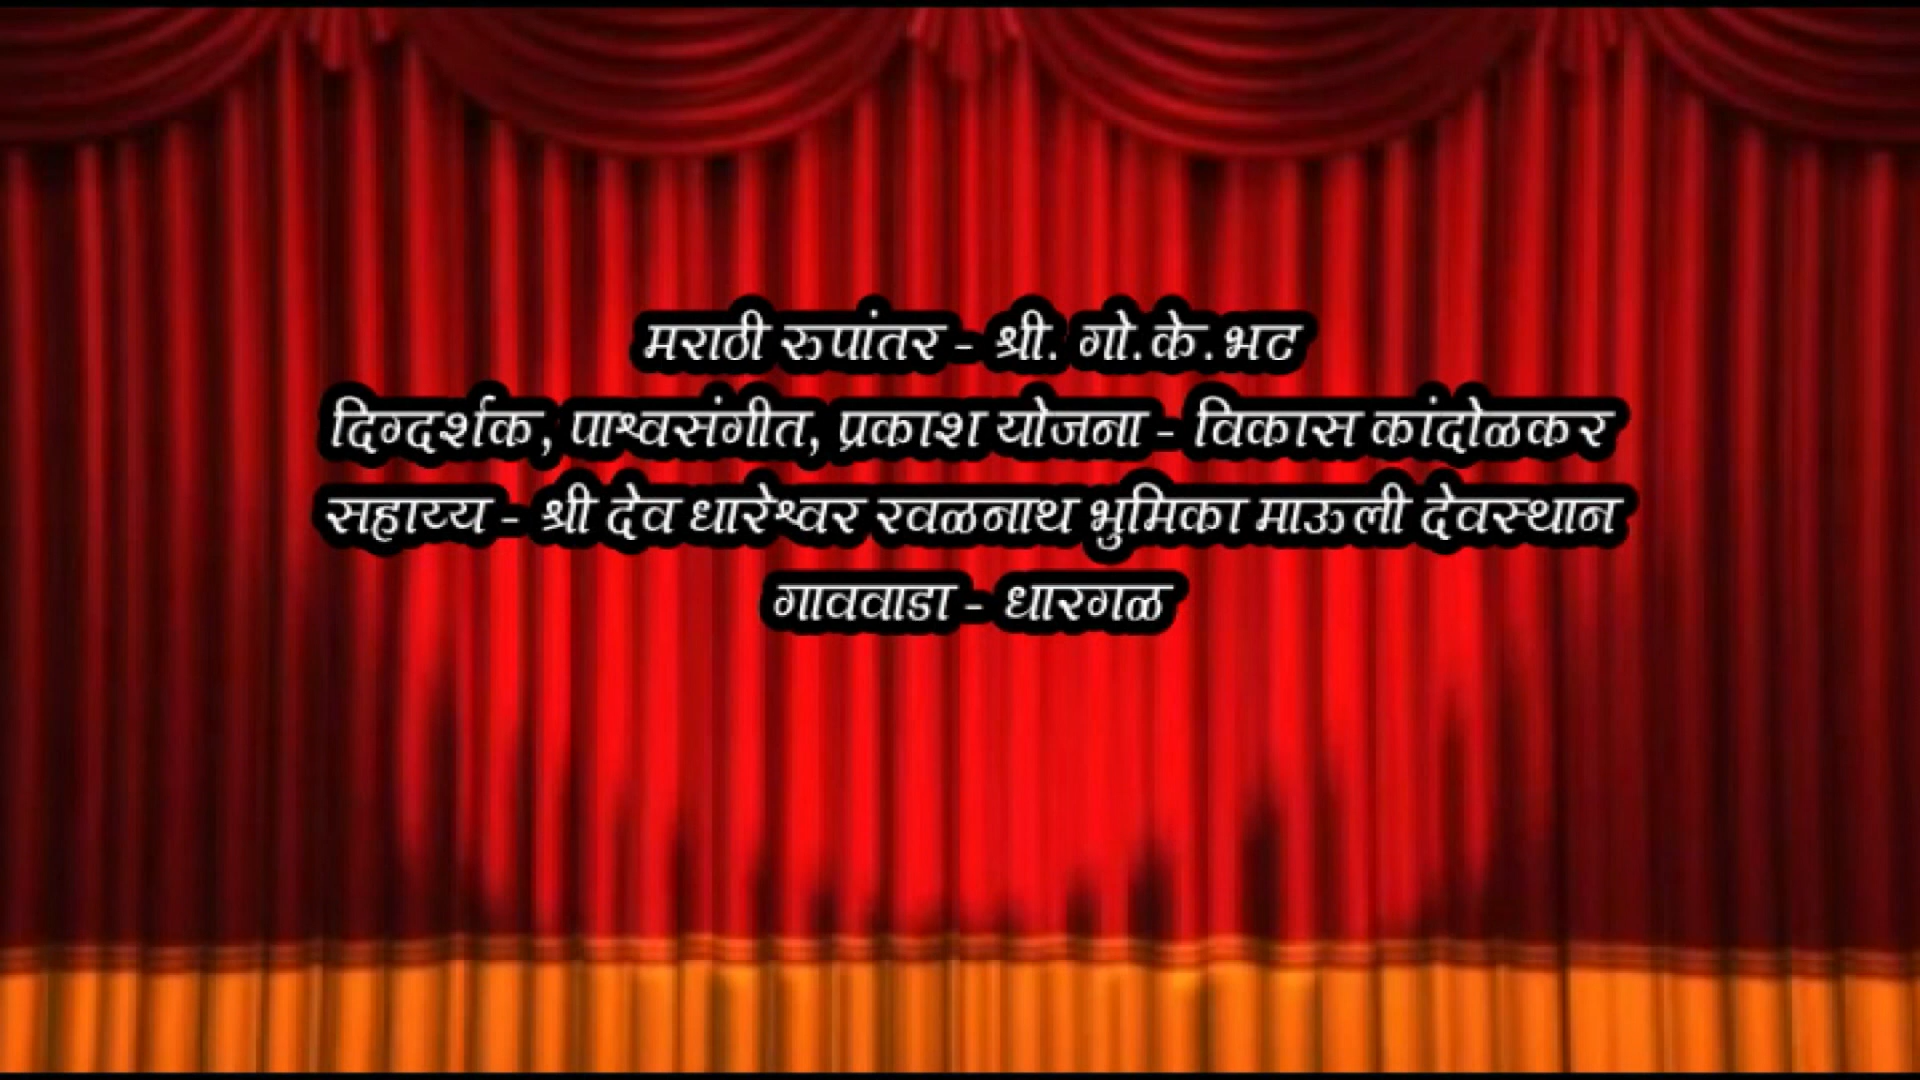 मराठी रुपांतर - श्री. गो.के.भट
दिग्दर्शक, पाश्वसंगीत, प्रकाश योजना - विकास कांदोळकर
सहाय्य - श्री देव धारेश्वर रवळनाथ भुमिका माऊली देवस्थान
गाववाडा - धारगळ